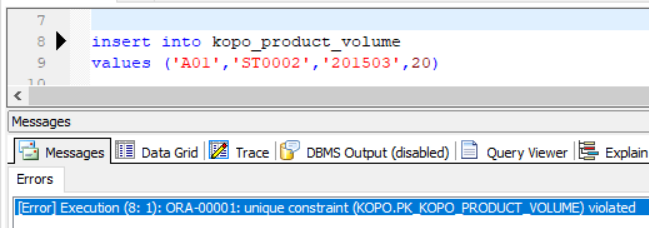 7
8 insert into kopo_product_volume
9 values ('A01','ST0002','201503',20)
10
<
Messages
Messages Data Grid Trace DBMS Output (disabled) Query Viewer Explain
Errors
[Error] Execution (8: 1): ORA-00001: unique constraint (KOPO.PK_KOPO_PRODUCT_VOLUME) violated